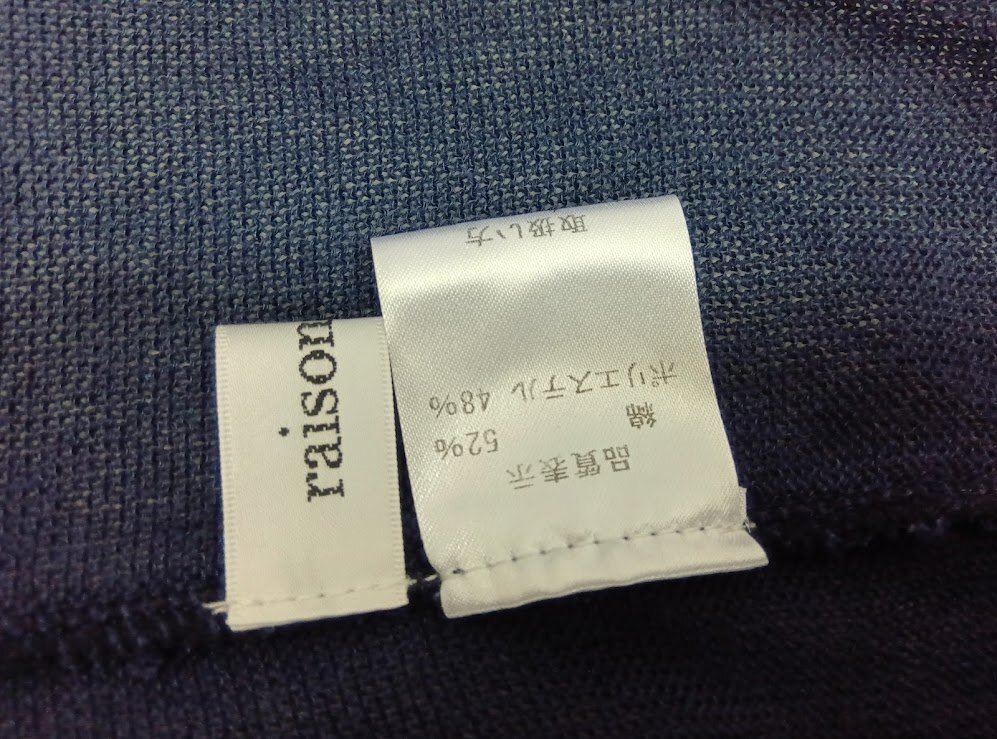 raison
品質表示
綿 52%
ポリエステル 48%
取扱い方